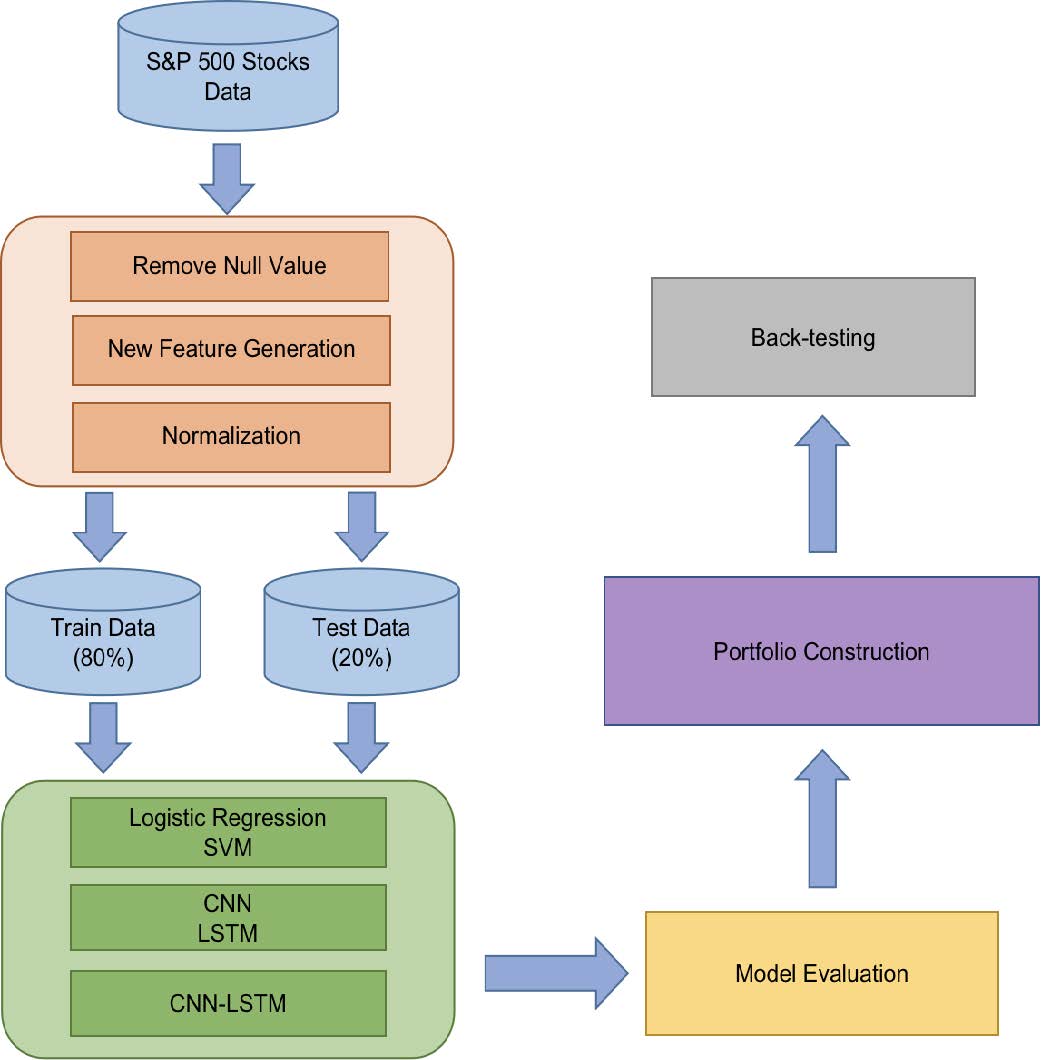 S&P 500 Stocks
Data
Remove Null Value
New Feature Generation
Normalization
Train Data
(80%)
Test Data
(20%)
Logistic Regression
SVM
CNN
LSTM
CNN-LSTM
Model Evaluation
Portfolio Construction
Back-testing